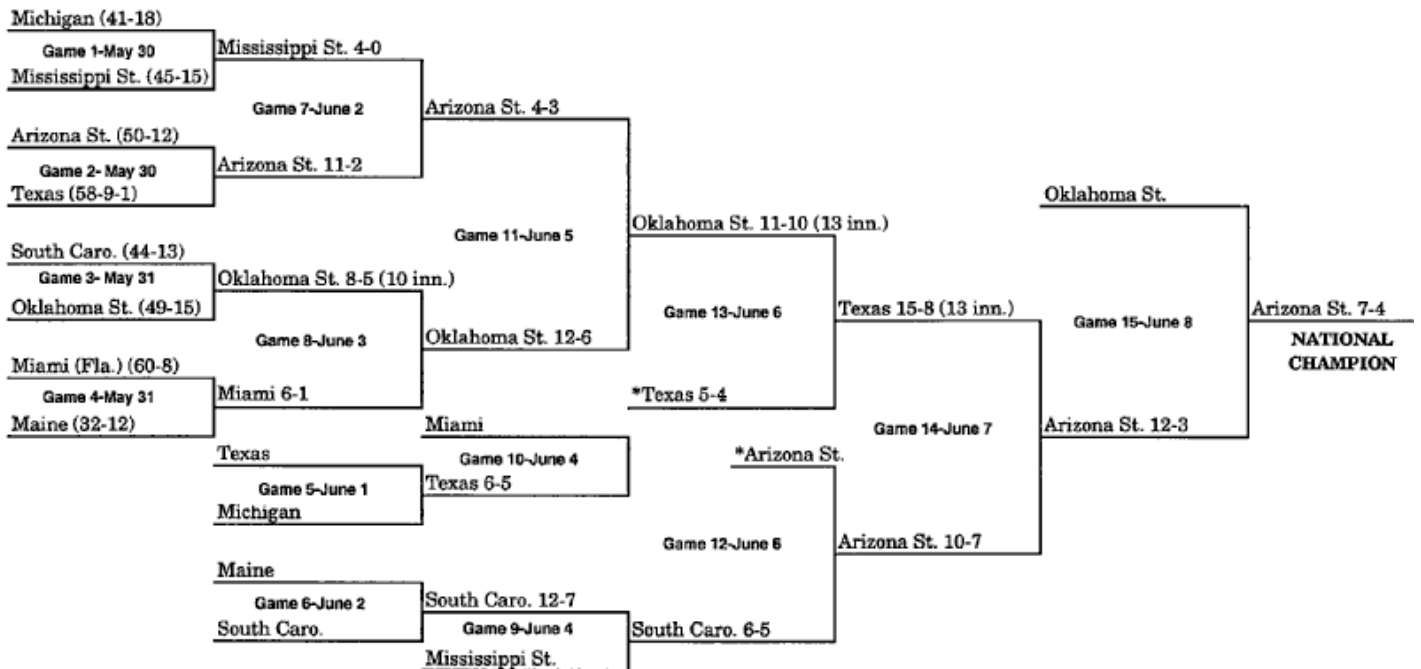 Michigan (41-18)
Game 1-May 30
Mississippi St. (45-15)
Mississippi St. 4-0
Game 7-June 2
Arizona St. (50-12)
Game 2- May 30
Texas (58-9-1)
Arizona St. 11-2
Arizona St. 4-3
Game 11-June 5
South Caro. (44-13)
Game 3- May 31
Oklahoma St. (49-15)
Oklahoma St. 8-5 (10 inn.)
Game 8-June 3
Miami (Fla.) (60-8)
Game 4-May 31
Maine (32-12)
Miami 6-1
Oklahoma St. 12-6
Oklahoma St. 11-10 (13 inn.)
Game 13-June 6
*Texas 5-4
Texas 15-8 (13 inn.)
Miami
Game 10-June 4
Texas 6-5
Texas
Game 5-June 1
Michigan
Maine
Game 6-June 2
South Caro.
South Caro. 12-7
Game 9-June 4
Mississippi St.
South Caro. 6-5
*Arizona St.
Game 12-June 6
Arizona St. 10-7
Game 14-June 7
Arizona St. 12-3
Oklahoma St.
Game 15-June 8
Arizona St. 7-4
NATIONAL
CHAMPION